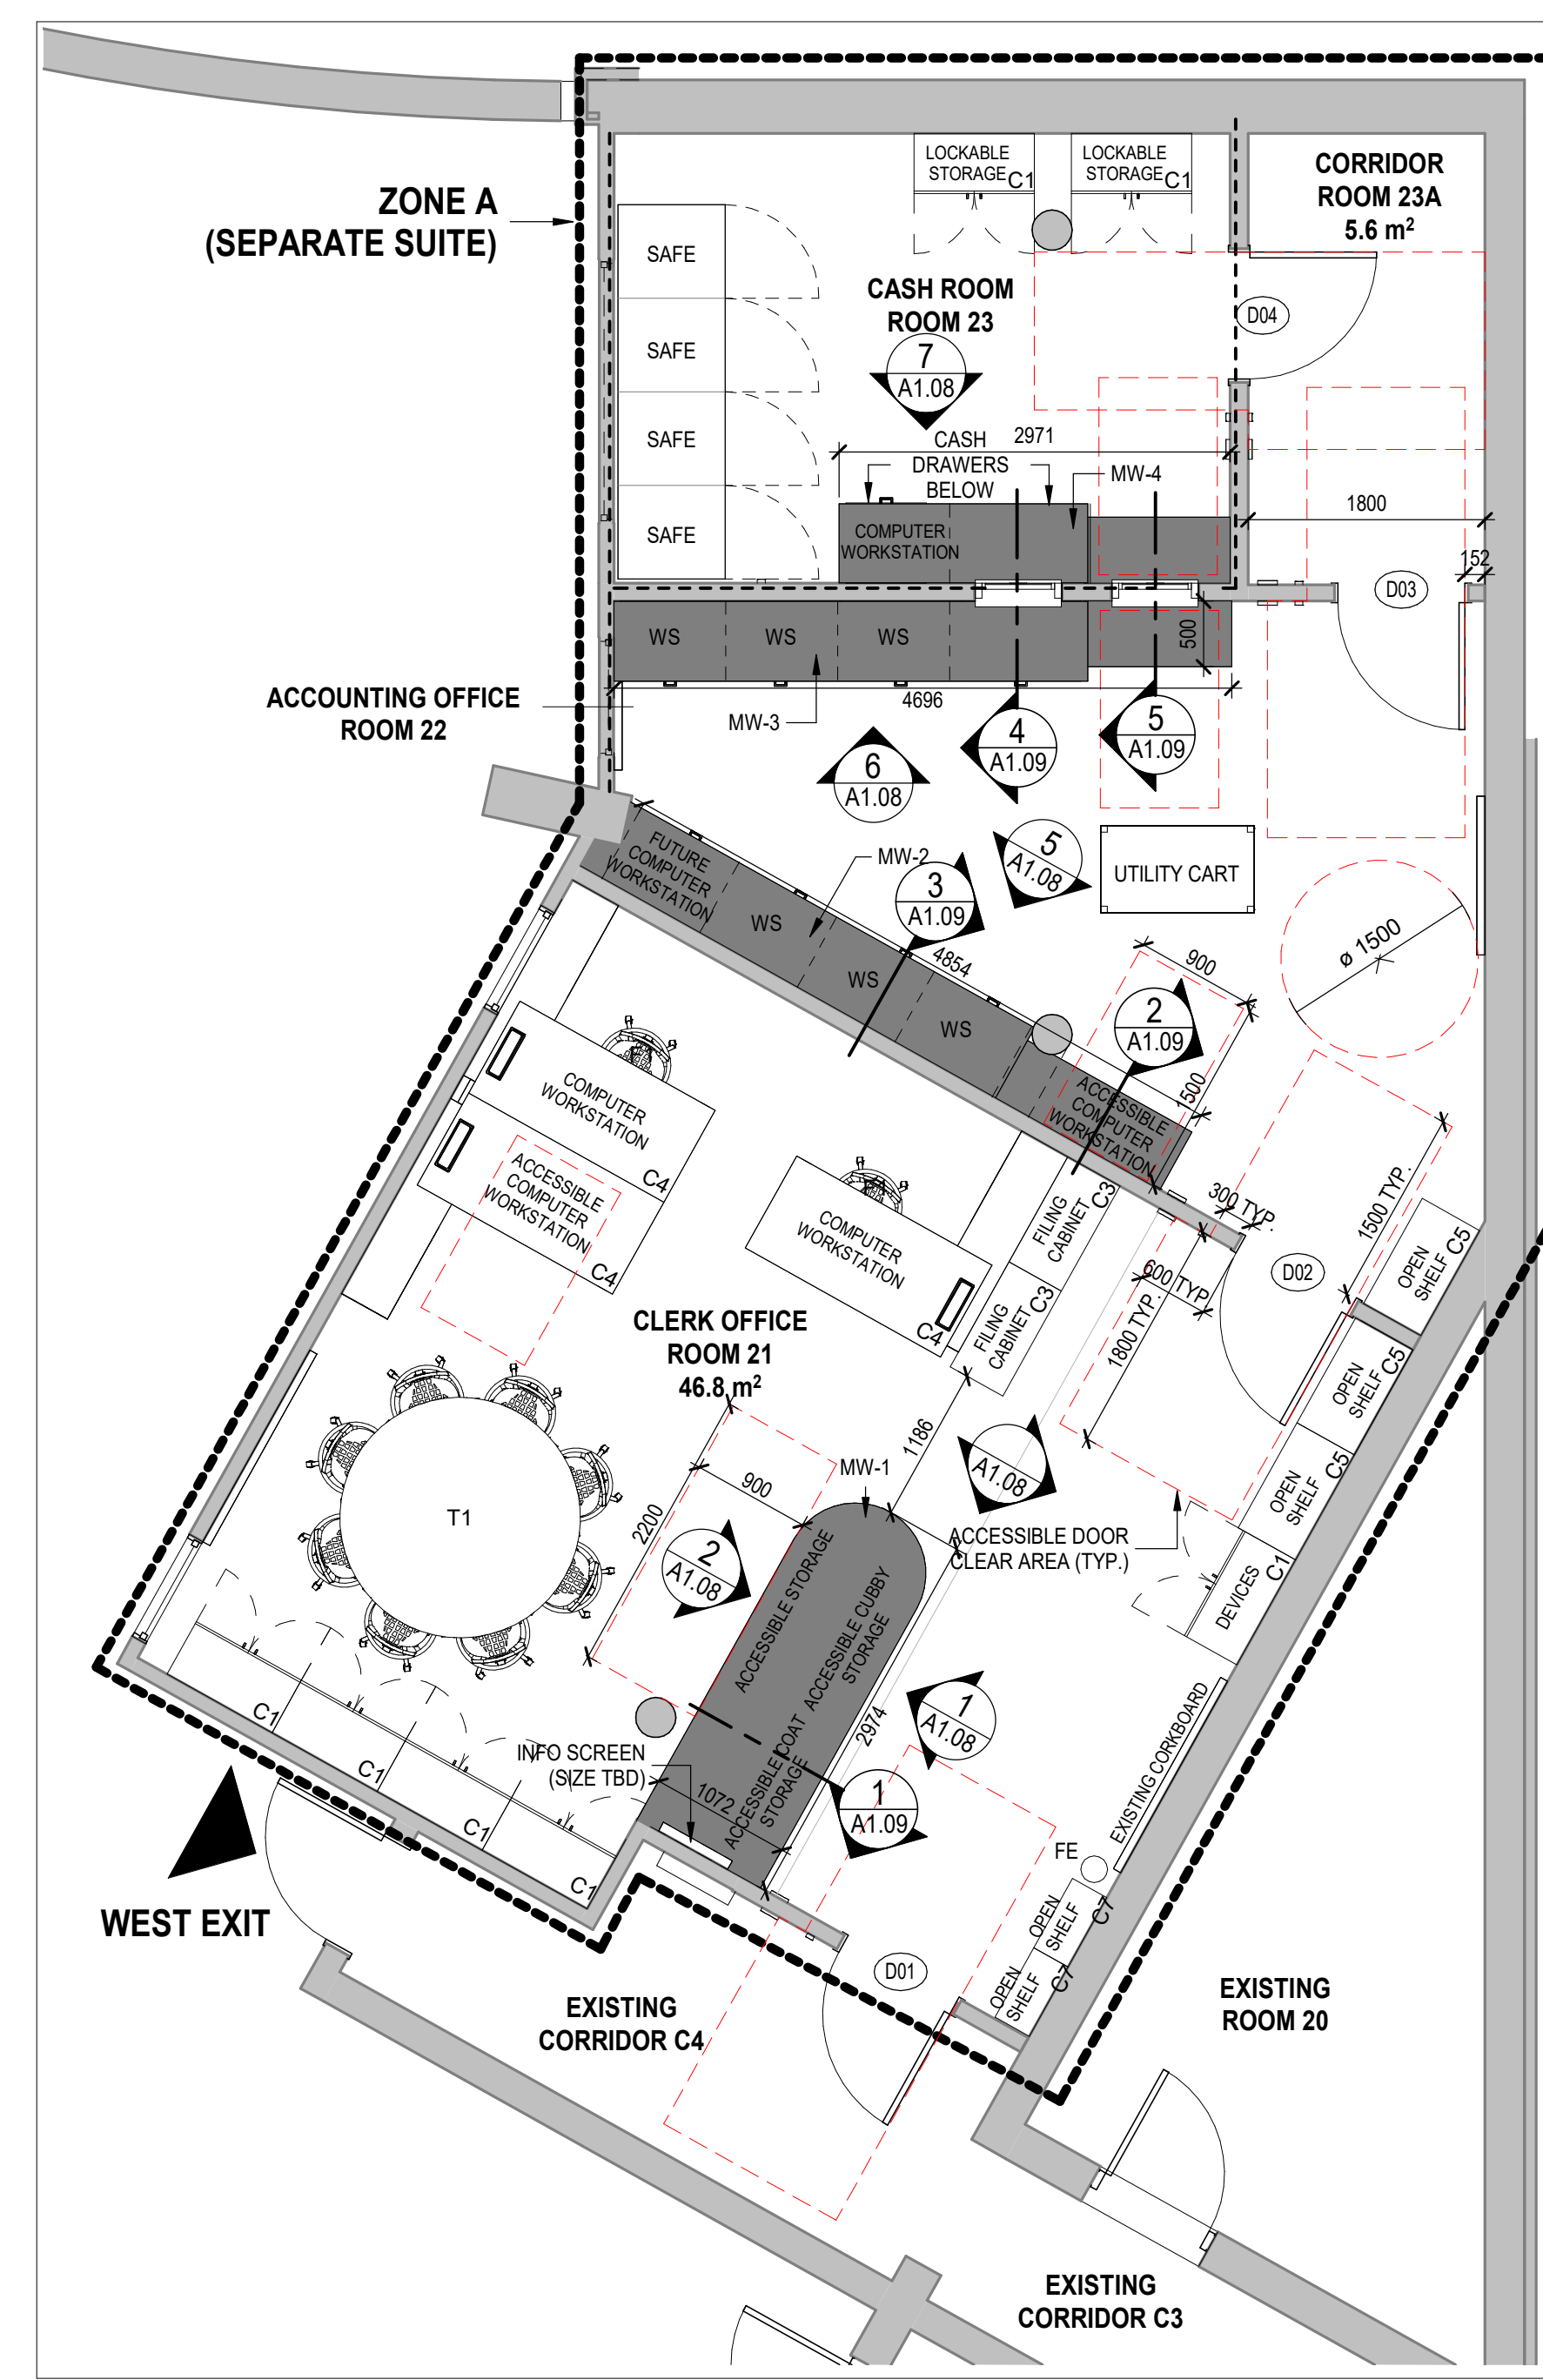 ZONE A
(SEPARATE SUITE)
LOCKABLE
STORAGE
C1
LOCKABLE
STORAGE
C1
CORRIDOR
ROOM 23A
5.6 m²
SAFE
SAFE
SAFE
SAFE
CASH ROOM
ROOM 23
D04
7
A1.08
CASH
DRAWERS
BELOW
2971
MW-4
COMPUTER
WORKSTATION
1800
152
D03
WS
WS
WS
500
4696
ACCOUNTING OFFICE
ROOM 22
MW-3
4
A1.09
5
A1.09
6
A1.08
5
A1.08
UTILITY CART
FUTURE
COMPUTER
WORKSTATION
MW-2
WS
WS
WS
3
A1.09
4854
900
ø 1500
2
A1.09
1500
ACCESSIBLE
COMPUTER
WORKSTATION
COMPUTER
WORKSTATION
C4
ACCESSIBLE
COMPUTER
WORKSTATION
C4
COMPUTER
WORKSTATION
C4
FILING
CABINET
C3
FILING
CABINET
C3
300 TYP.
600 TYP.
1800 TYP.
1500 TYP.
D02
OPEN
SHELF
C5
OPEN
SHELF
C5
OPEN
SHELF
C5
DEVICES
C1
CLERK OFFICE
ROOM 21
46.8 m²
1186
900
2200
MW-1
A1.08
ACCESSIBLE DOOR
CLEAR AREA (TYP.)
T1
2
A1.08
ACCESSIBLE STORAGE
ACCESSIBLE CUBBY
STORAGE
ACCESSIBLE COAT
STORAGE
2974
1072
1
A1.08
1
A1.09
INFO SCREEN
(SIZE TBD)
EXISTING CORKBOARD
FE
C1
C1
C1
C1
OPEN
SHELF
C7
OPEN
SHELF
C7
WEST EXIT
D01
EXISTING
CORRIDOR C4
EXISTING
ROOM 20
EXISTING
CORRIDOR C3